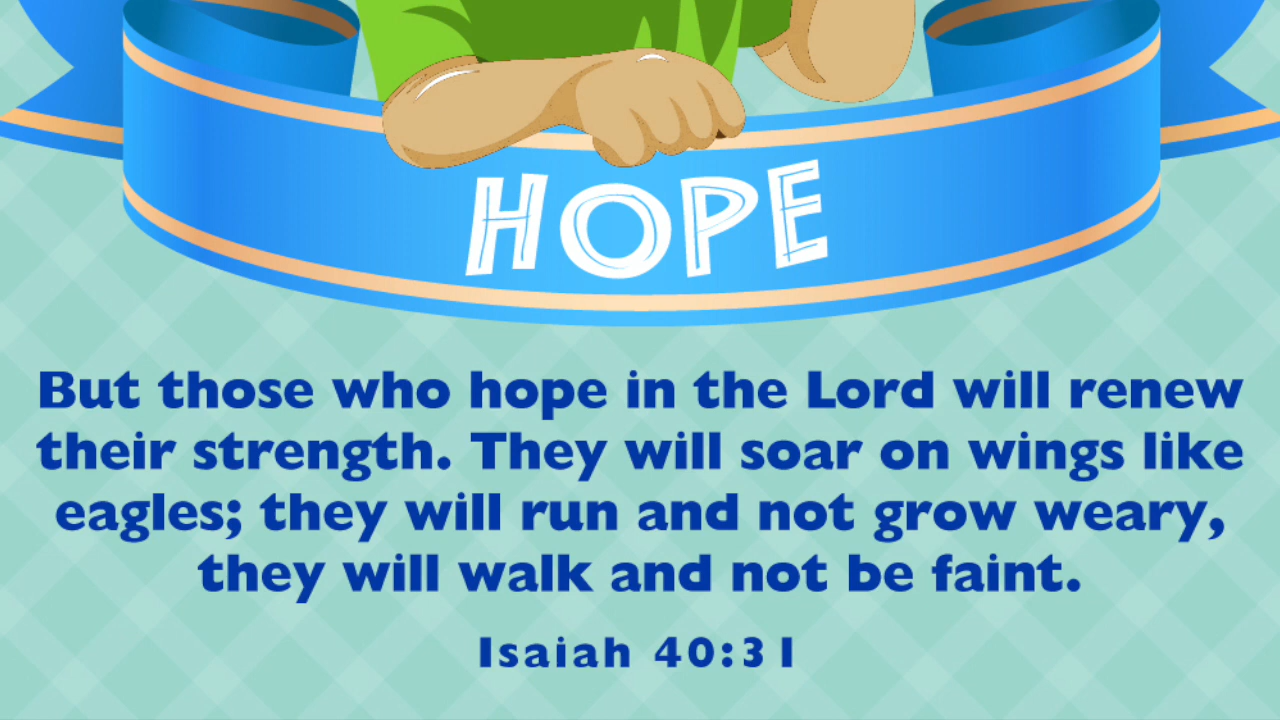 HOPE
But those who hope in the Lord will renew
their strength. They will soar on wings like
eagles; they will run and not grow weary,
they will walk and not be faint.
Isaiah 40:31